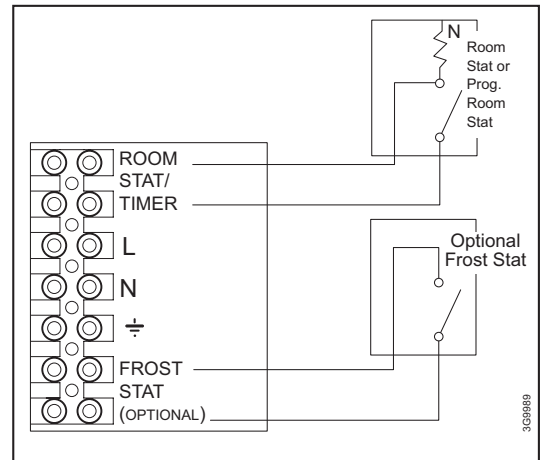 ROOM
STAT/
TIMER
L
N
FROST
STAT
(OPTIONAL)
N
Room
Stat or
Prog.
Room
Stat
Optional
Frost Stat
3G9989